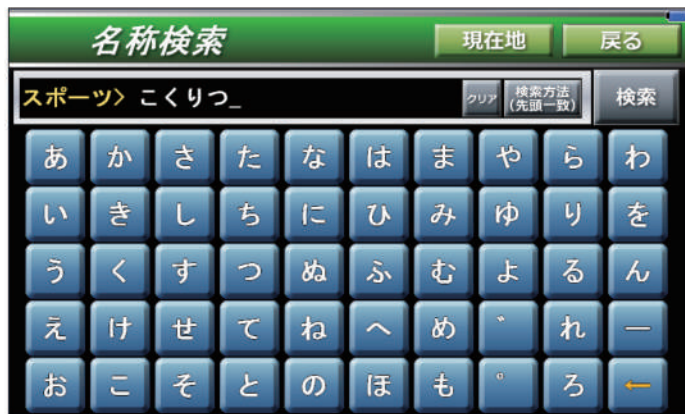 名称検索 現在地 戻る
スポーツ> こくりつ_ クリア 検索方法 (先頭一致) 検索
あ か さ た な は ま や ら わ
い き し ち に ひ み ゆ り を
う く す つ ぬ ふ む よ る ん
え け せ て ね へ め ゛ れ ー
お こ そ と の ほ も ゜ ろ ←